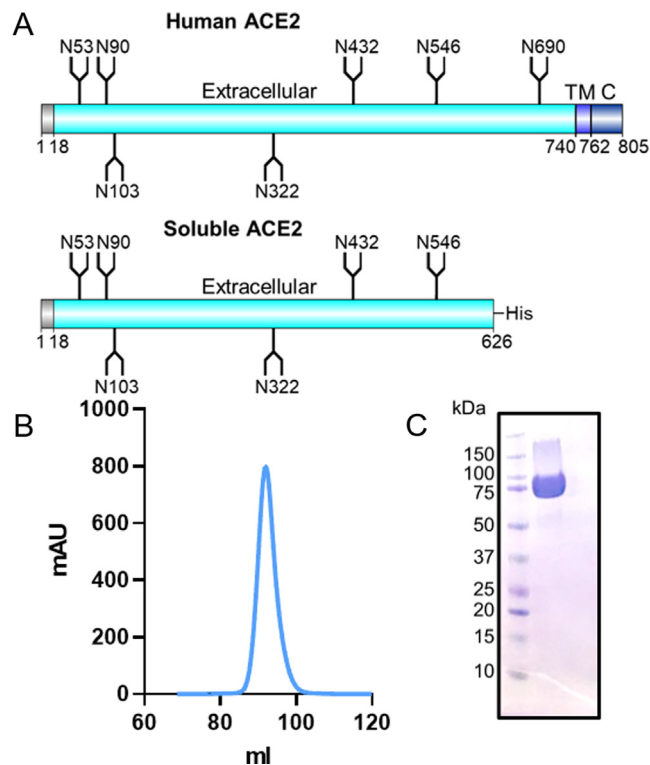 A
Human ACE2
N53 N90 N432 N546 N690
Extracellular
TM C
1 18 740 762 805
N103 N322
Soluble ACE2
N53 N90 N432 N546
Extracellular
His
1 18 626
N103 N322
B
1000
800
600
400
200
0
mAU
60 80 100 120
ml
C
kDa
150
100
75
50
37
25
20
15
10